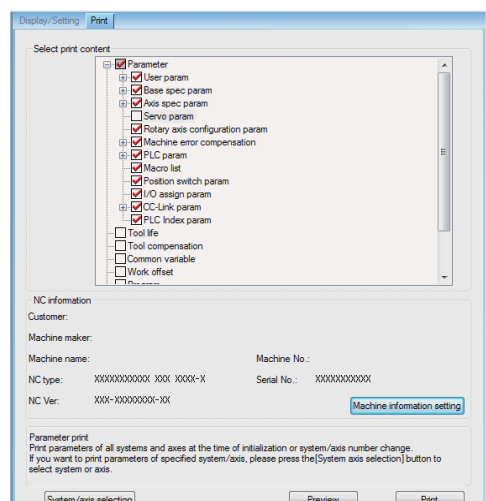 Display/Setting Print
Select print content
Parameter
User param
Base spec param
Axis spec param
Servo param
Rotary axis configuration param
Machine error compensation
PLC param
Macro list
Position switch param
I/O assign param
CC-Link param
PLC Index param
Tool life
Tool compensation
Common variable
Work offset
Program
NC information
Customer:
Machine maker:
Machine name: Machine No.:
NC type: XXXXXXXXXXX XXX XXXX-X Serial No.: XXXXXXXXXXX
NC Ver: XXX-XXXXXXXX-XX Machine information setting
Parameter print
Print parameters of all systems and axes at the time of initialization or system/axis number change.
If you want to print parameters of specified system/axis, please press the[System axis selection] button to
select system or axis.
System/axis selection Preview Print